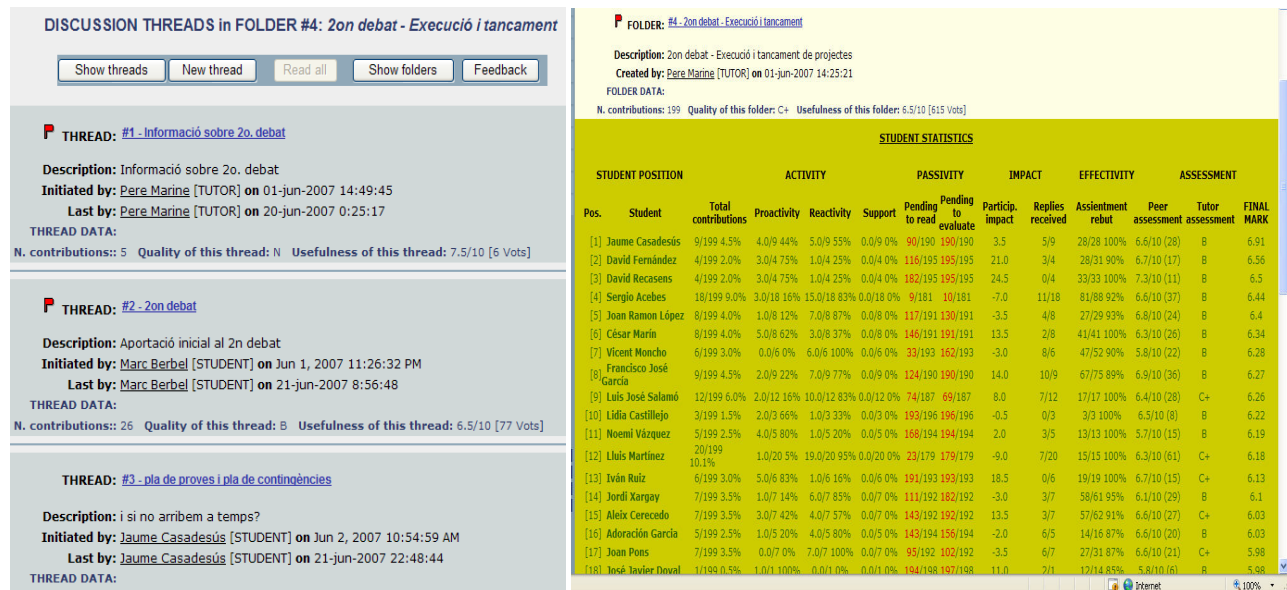 DISCUSSION THREADS in FOLDER #4: 2on debat - Execució i tancament
Show threads New thread Read all Show folders Feedback
THREAD: #1 - Informació sobre 2o. debat
Description: Informació sobre 2o. debat
Initiated by: Pere Marine [TUTOR] on 01-jun-2007 14:49:45
Last by: Pere Marine [TUTOR] on 20-jun-2007 0:25:17
THREAD DATA:
N. contributions:: 5 Quality of this thread: N Usefulness of this thread: 7.5/10 [6 Vots]
THREAD: #2 - 2on debat
Description: Aportació inicial al 2n debat
Initiated by: Marc Berbel [STUDENT] on Jun 1, 2007 11:26:32 PM
Last by: Marc Berbel [STUDENT] on 21-jun-2007 8:56:48
THREAD DATA:
N. contributions:: 26 Quality of this thread: B Usefulness of this thread: 6.5/10 [77 Vots]
THREAD: #3 - pla de proves i pla de contingències
Description: i si no arribem a temps?
Initiated by: Jaume Casadesús [STUDENT] on Jun 2, 2007 10:54:59 AM
Last by: Jaume Casadesús [STUDENT] on 21-jun-2007 22:48:44
THREAD DATA:
FOLDER: #4 - 2on debat - Execució i tancament
Description: 2on debat - Execució i tancament de projectes
Created by: Pere Marine [TUTOR] on 01-jun-2007 14:25:21
FOLDER DATA:
N. contributions: 199 Quality of this folder: C+ Usefulness of this folder: 6.5/10 [615 Vots]
STUDENT STATISTICS
STUDENT POSITION ACTIVITY PASSIVITY IMPACT EFFECTIVITY ASSESSMENT
Pos. Student Total contributions Proactivity Reactivity Support Pending to read Pending to evaluate Particip. impact Replies received Assientment rebut Peer assessment Tutor assessment FINAL MARK
[1] Jaume Casadesús 9/199 4.5% 4.0/9 44% 5.0/9 55% 0.0/9 0% 90/190 190/190 3.5 5/9 28/28 100% 6.6/10 (28) B 6.91
[2] David Fernández 4/199 2.0% 3.0/4 75% 1.0/4 25% 0.0/4 0% 116/195 195/195 21.0 3/4 28/31 90% 6.7/10 (17) B 6.56
[3] David Recasens 4/199 2.0% 3.0/4 75% 1.0/4 25% 0.0/4 0% 182/195 195/195 24.5 0/4 33/33 100% 7.3/10 (11) B 6.5
[4] Sergio Acebes 18/199 9.0% 3.0/18 16% 15.0/18 83% 0.0/18 0% 9/181 10/181 -7.0 11/18 81/88 92% 6.6/10 (37) B 6.44
[5] Joan Ramon López 8/199 4.0% 1.0/8 12% 7.0/8 87% 0.0/8 0% 117/191 130/191 -3.5 4/8 27/29 93% 6.8/10 (24) B 6.4
[6] César Marín 8/199 4.0% 5.0/8 62% 3.0/8 37% 0.0/8 0% 146/191 191/191 13.5 2/8 41/41 100% 6.3/10 (26) B 6.34
[7] Vicent Moncho 6/199 3.0% 0.0/6 0% 6.0/6 100% 0.0/6 0% 33/193 162/193 -3.0 8/6 47/52 90% 5.8/10 (22) B 6.28
[8] Francisco José García 9/199 4.5% 2.0/9 22% 7.0/9 77% 0.0/9 0% 124/190 190/190 14.0 10/9 67/75 89% 6.9/10 (36) B 6.27
[9] Luis José Salamó 12/199 6.0% 2.0/12 16% 10.0/12 83% 0.0/12 0% 74/187 69/187 8.0 7/12 17/17 100% 6.4/10 (28) C+ 6.26
[10] Lidia Castillejo 3/199 1.5% 2.0/3 66% 1.0/3 33% 0.0/3 0% 193/196 196/196 -0.5 0/3 3/3 100% 6.5/10 (8) B 6.22
[11] Noemi Vázquez 5/199 2.5% 4.0/5 80% 1.0/5 20% 0.0/5 0% 168/194 194/194 2.0 3/5 13/13 100% 5.7/10 (15) B 6.19
[12] Lluis Martínez 20/199 10.1% 1.0/20 5% 19.0/20 95% 0.0/20 0% 23/179 179/179 -9.0 7/20 15/15 100% 6.3/10 (61) C+ 6.18
[13] Iván Ruiz 6/199 3.0% 5.0/6 83% 1.0/6 16% 0.0/6 0% 191/193 193/193 18.5 0/6 19/19 100% 6.7/10 (15) C+ 6.13
[14] Jordi Xargay 7/199 3.5% 1.0/7 14% 6.0/7 85% 0.0/7 0% 111/192 182/192 -3.0 3/7 58/61 95% 6.1/10 (29) B 6.1
[15] Aleix Cerecedo 7/199 3.5% 3.0/7 42% 4.0/7 57% 0.0/7 0% 143/192 192/192 13.5 3/7 57/62 91% 6.6/10 (27) C+ 6.03
[16] Adoración García 5/199 2.5% 1.0/5 20% 4.0/5 80% 0.0/5 0% 143/194 156/194 -2.0 6/5 14/16 87% 6.6/10 (20) B 6.03
[17] Joan Pons 7/199 3.5% 0.0/7 0% 7.0/7 100% 0.0/7 0% 95/192 102/192 -3.5 6/7 27/31 87% 6.6/10 (21) C+ 5.98
[18] José Javier Doval 1/199 0.5% 1.0/1 100% 0.0/1 0% 0.0/1 0% 194/198 197/198 11.0 2/1 12/14 85% 5.8/10 (6) B 5.98
Internet 100%